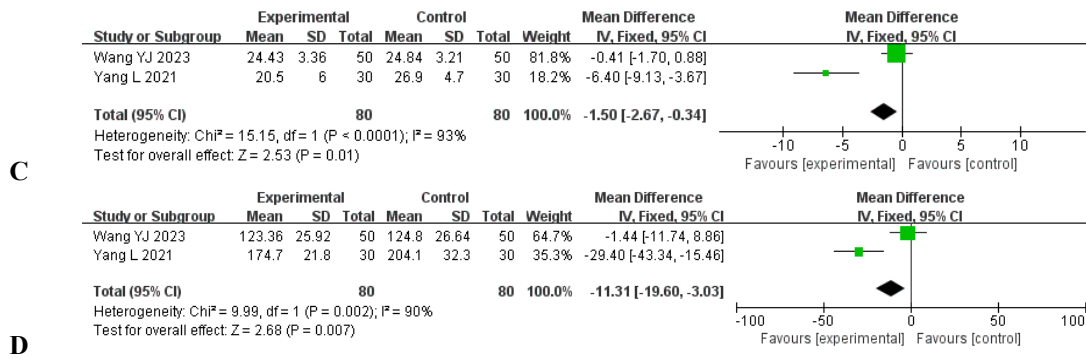 Experimental Control Mean Difference Mean Difference
Study or Subgroup Mean SD Total Mean SD Total Weight IV, Fixed, 95% CI IV, Fixed, 95% CI
Wang YJ 2023 24.43 3.36 50 24.84 3.21 50 81.8% -0.41 [-1.70, 0.88]
Yang L 2021 20.5 6 30 26.9 4.7 30 18.2% -6.40 [-9.13, -3.67]
Total (95% CI) 80 80 100.0% -1.50 [-2.67, -0.34]
Heterogeneity: Chi² = 15.15, df = 1 (P < 0.0001); I² = 93%
Test for overall effect: Z = 2.53 (P = 0.01)
-10 -5 0 5 10
Favours [experimental] Favours [control]
C
Experimental Control Mean Difference Mean Difference
Study or Subgroup Mean SD Total Mean SD Total Weight IV, Fixed, 95% CI IV, Fixed, 95% CI
Wang YJ 2023 123.36 25.92 50 124.8 26.64 50 64.7% -1.44 [-11.74, 8.86]
Yang L 2021 174.7 21.8 30 204.1 32.3 30 35.3% -29.40 [-43.34, -15.46]
Total (95% CI) 80 80 100.0% -11.31 [-19.60, -3.03]
Heterogeneity: Chi² = 9.99, df = 1 (P = 0.002); I² = 90%
Test for overall effect: Z = 2.68 (P = 0.007)
-100 -50 0 50 100
Favours [experimental] Favours [control]
D